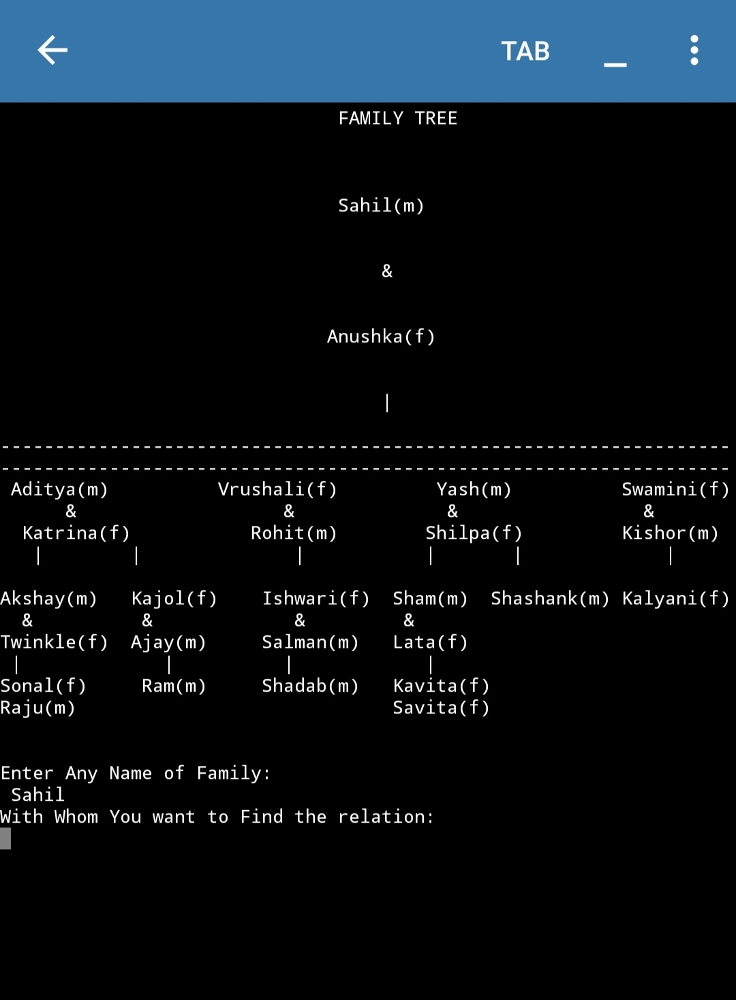 TAB _
FAMILY TREE
Sahil(m)
&
Anushka(f)
|
-------------------------------------------------------------------
-------------------------------------------------------------------
Aditya(m) Vrushali(f) Yash(m) Swamini(f)
& & & &
Katrina(f) Rohit(m) Shilpa(f) Kishor(m)
| | | | | |
Akshay(m) Kajol(f) Ishwari(f) Sham(m) Shashank(m) Kalyani(f)
& & & &
Twinkle(f) Ajay(m) Salman(m) Lata(f)
| | | |
Sonal(f) Ram(m) Shadab(m) Kavita(f)
Raju(m) Savita(f)
Enter Any Name of Family:
Sahil
With Whom You want to Find the relation: